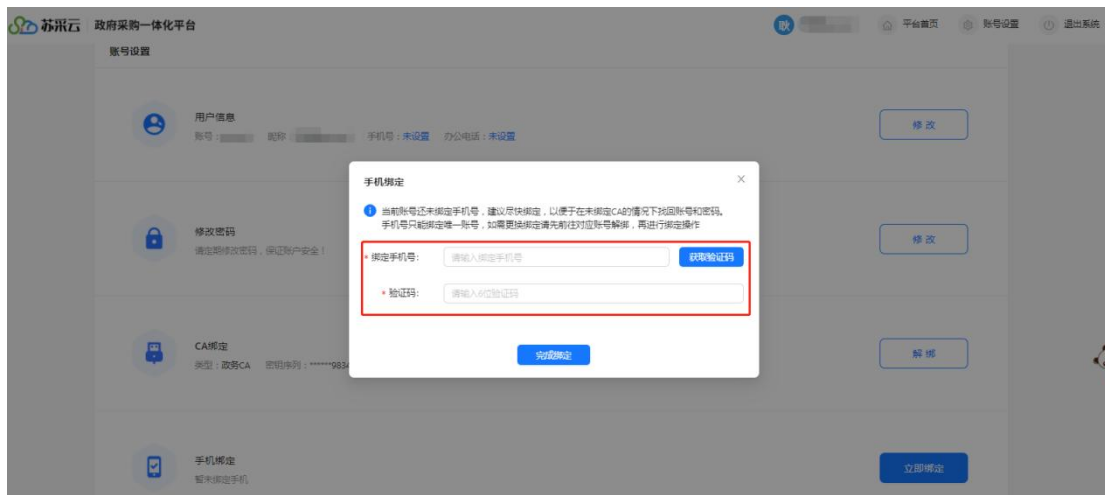 苏采云 政府采购一体化平台
欧 平台首页 账号设置 退出系统
账号设置
用户信息
账号： 昵称： 手机号：未设置 办公电话：未设置
修 改
手机绑定
当前账号还未绑定手机号，建议尽快绑定，以便于在未绑定CA的情况下找回账号和密码。
手机号只能绑定唯一账号，如需更换绑定请先前往对应账号解绑，再进行绑定操作
修改密码
请定期修改密码，保证账户安全！
修 改
* 绑定手机号： 请输入绑定手机号 获取验证码
* 验证码： 请输入6位验证码
CA绑定
类型：政务CA 密钥序列：******9834
解 绑
完成绑定
手机绑定
暂未绑定手机
立即绑定